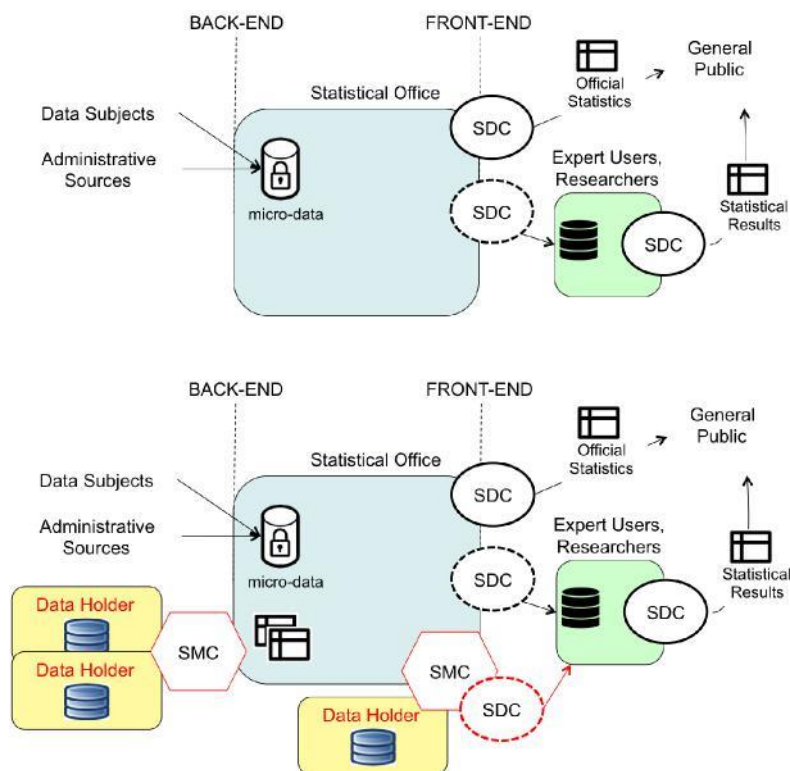 BACK-END
FRONT-END
General
Public
Official
Statistics
Statistical Office
Data Subjects
SDC
Administrative
Sources
Expert Users,
Researchers
micro-data
SDC
SDC
Statistical
Results
BACK-END
FRONT-END
General
Public
Official
Statistics
Statistical Office
Data Subjects
SDC
Administrative
Sources
Expert Users,
Researchers
micro-data
SDC
SDC
Statistical
Results
Data Holder
SMC
Data Holder
SMC
SDC
Data Holder